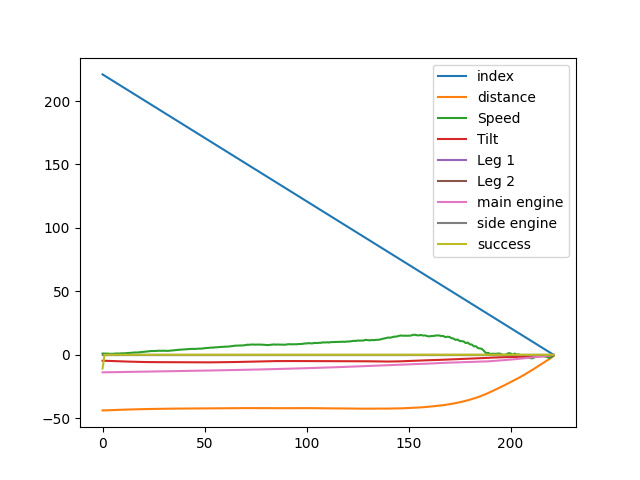 index
distance
Speed
Tilt
Leg 1
Leg 2
main engine
side engine
success
200
150
100
50
0
−50
0
50
100
150
200